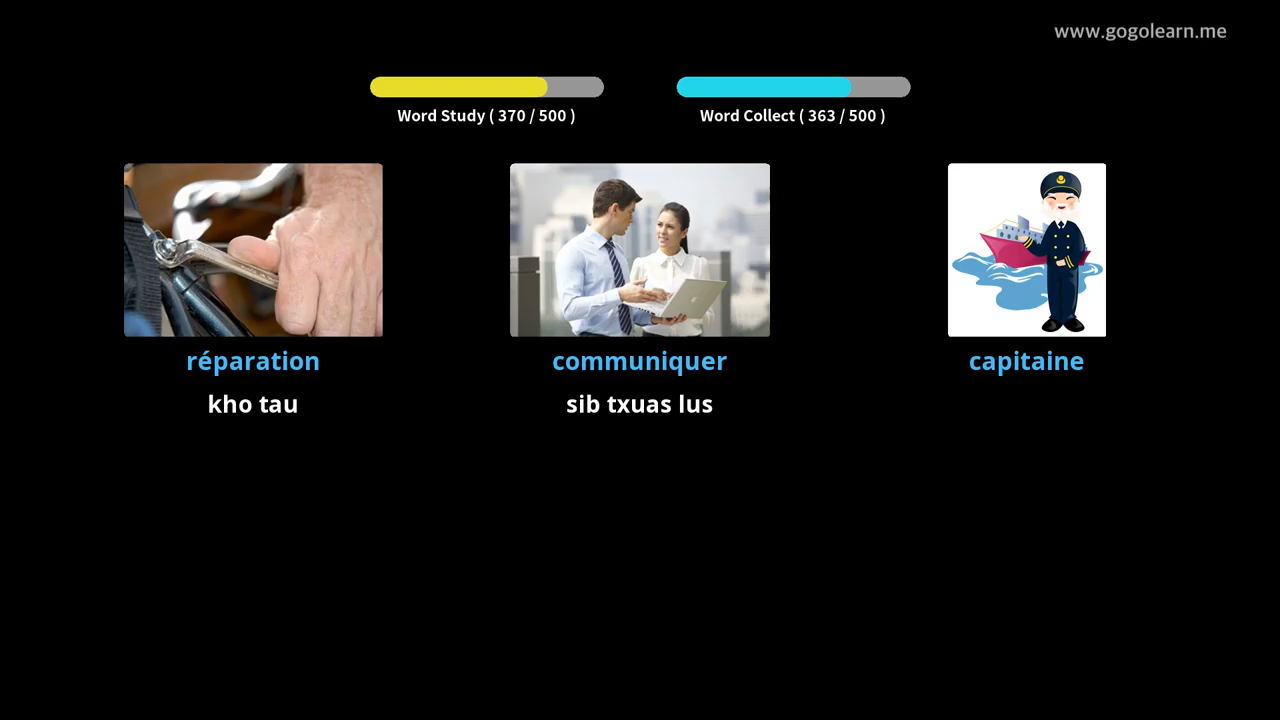 www.gogolearn.me
Word Study ( 370 / 500 )
Word Collect ( 363 / 500 )
réparation
communiquer
capitaine
kho tau
sib txuas lus